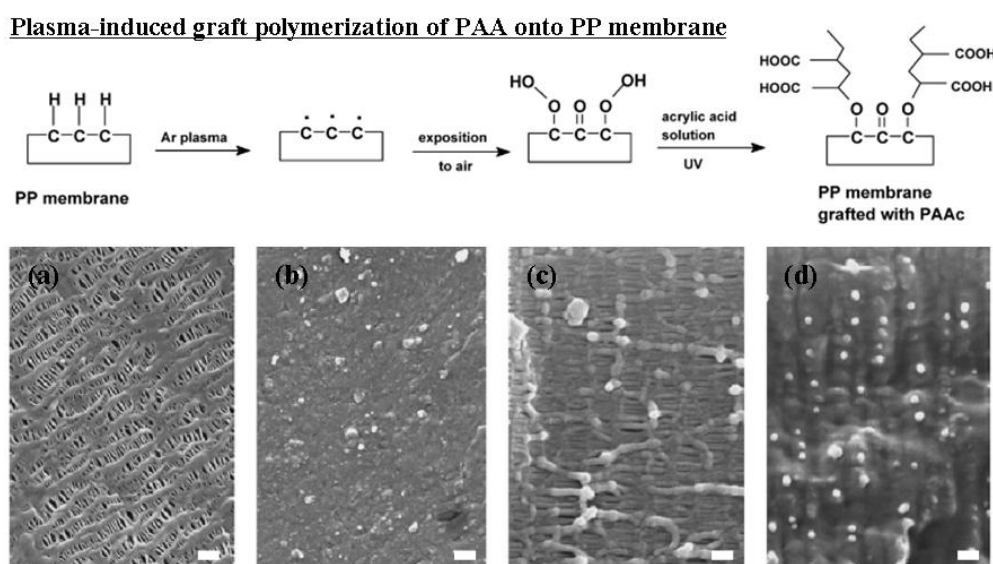 Plasma-induced graft polymerization of PAA onto PP membrane
H H H
C C C
PP membrane
Ar plasma
C C C
exposition
to air
HO OH
O O O
C C C
acrylic acid
solution
UV
HOOC COOH
HOOC COOH
O O O
C C C
PP membrane
grafted with PAAc
(a) (b) (c) (d)